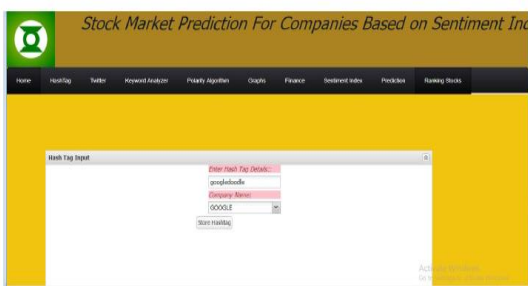 Stock Market Prediction For Companies Based on Sentiment Ind
Home HashTag Twitter Keyword Analyzer Polarity Algorithm Graphs Finance Sentiment Index Prediction Ranking Stocks
Hash Tag Input
Enter Hash Tag Details::
googledoodle
Company Name:
GOOGLE
Store HashTag
Activate Windows